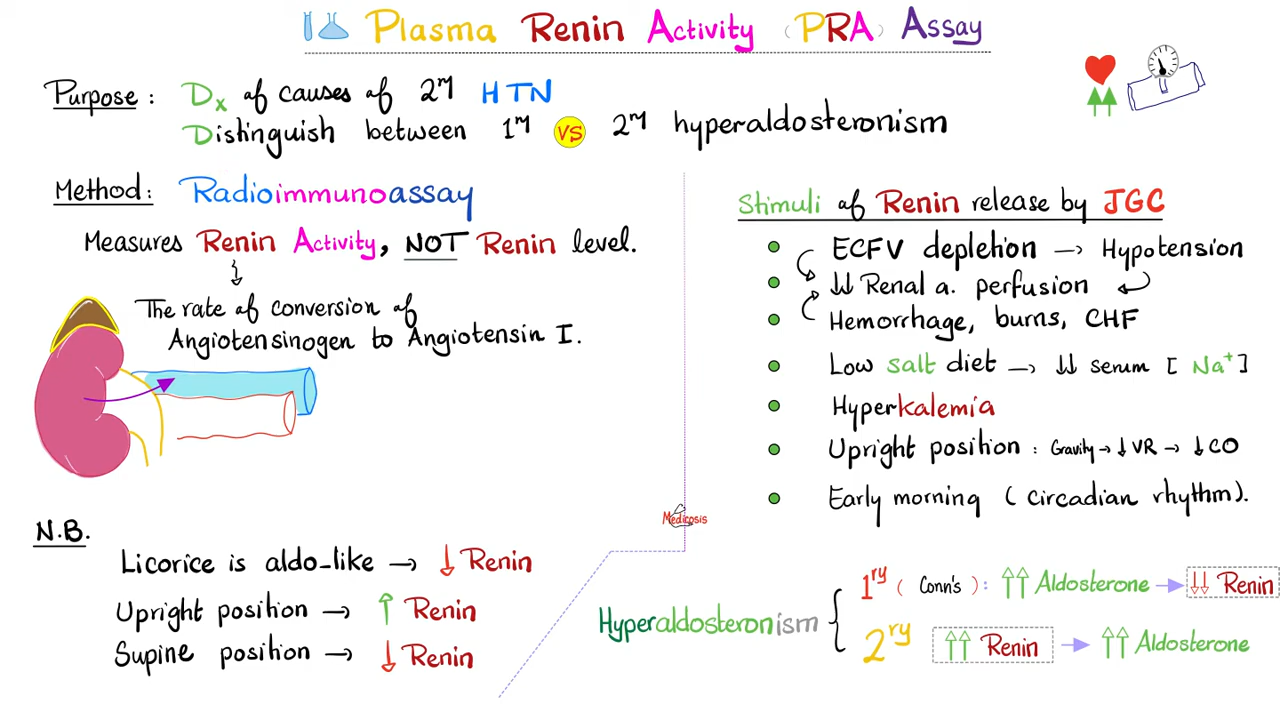 Plasma Renin Activity (PRA) Assay
Purpose: Dx of causes of 2ry HTN
Distinguish between 1ry VS 2ry hyperaldosteronism
Method: Radioimmunoassay
Measures Renin Activity, NOT Renin level.
↓
The rate of conversion of
Angiotensinogen to Angiotensin I.
N.B.
Licorice is aldo-like → ↓ Renin
Upright position → ↑ Renin
Supine position → ↓ Renin
Stimuli of Renin release by JGC
ECFV depletion → Hypotension
↓↓ Renal a. perfusion
Hemorrhage, burns, CHF
Low salt diet → ↓↓ serum [Na+]
Hyperkalemia
Upright position : Gravity → ↓ VR → ↓ CO
Early morning (circadian rhythm).
Medicosis
Hyperaldosteronism
1ry (Conn's) : ↑↑ Aldosterone → ↓↓ Renin
2ry ↑↑ Renin → ↑↑ Aldosterone